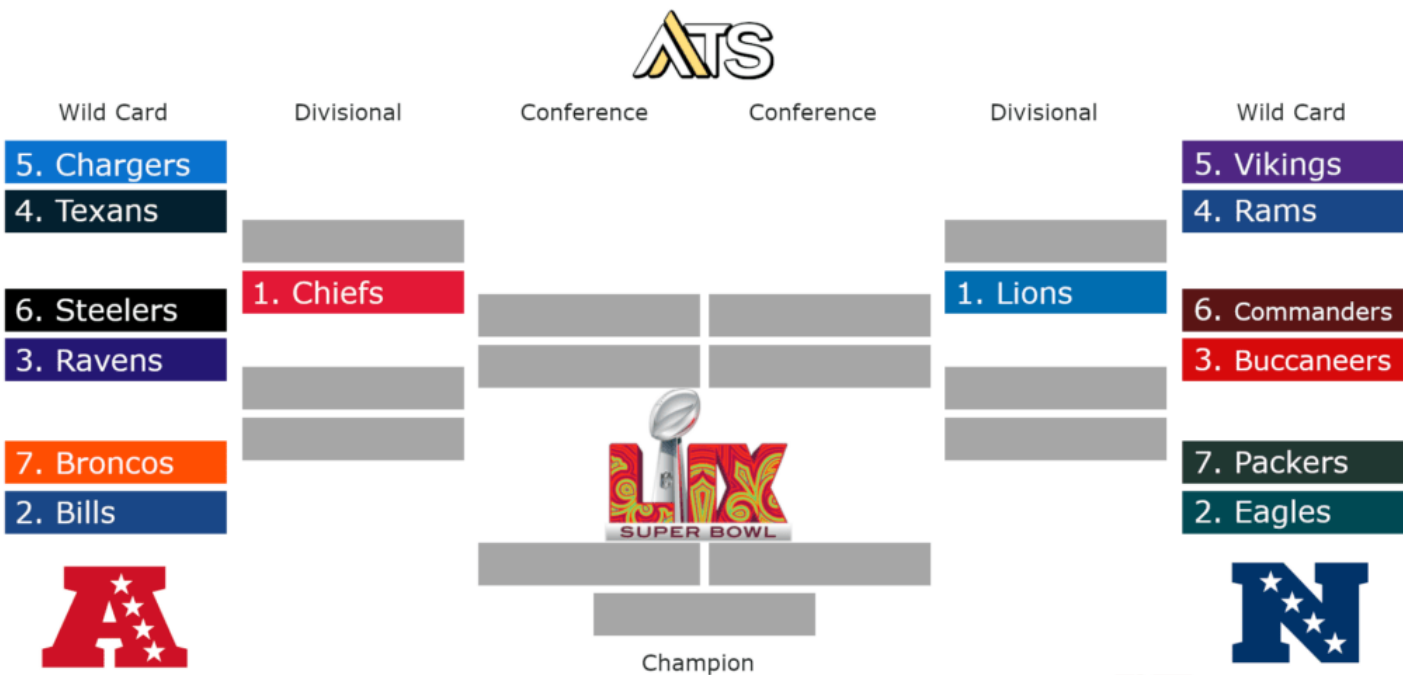 ATS
Wild Card Divisional Conference Conference Divisional Wild Card
5. Chargers
4. Texans
6. Steelers
3. Ravens
7. Broncos
2. Bills
1. Chiefs
1. Lions
5. Vikings
4. Rams
6. Commanders
3. Buccaneers
7. Packers
2. Eagles
LIX
SUPER BOWL
A
N
Champion